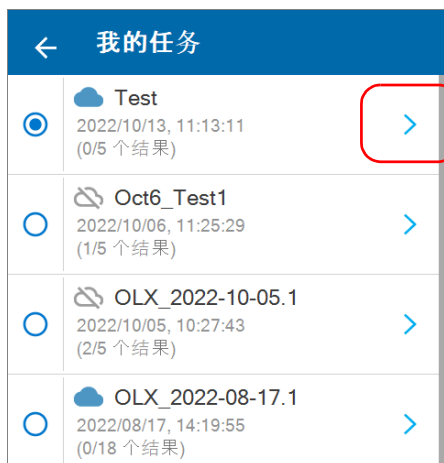 我的任务
Test
2022/10/13, 11:13:11
(0/5 个结果)
Oct6_Test1
2022/10/06, 11:25:29
(1/5 个结果)
OLX_2022-10-05.1
2022/10/05, 10:27:43
(2/5 个结果)
OLX_2022-08-17.1
2022/08/17, 14:19:55
(0/18 个结果)